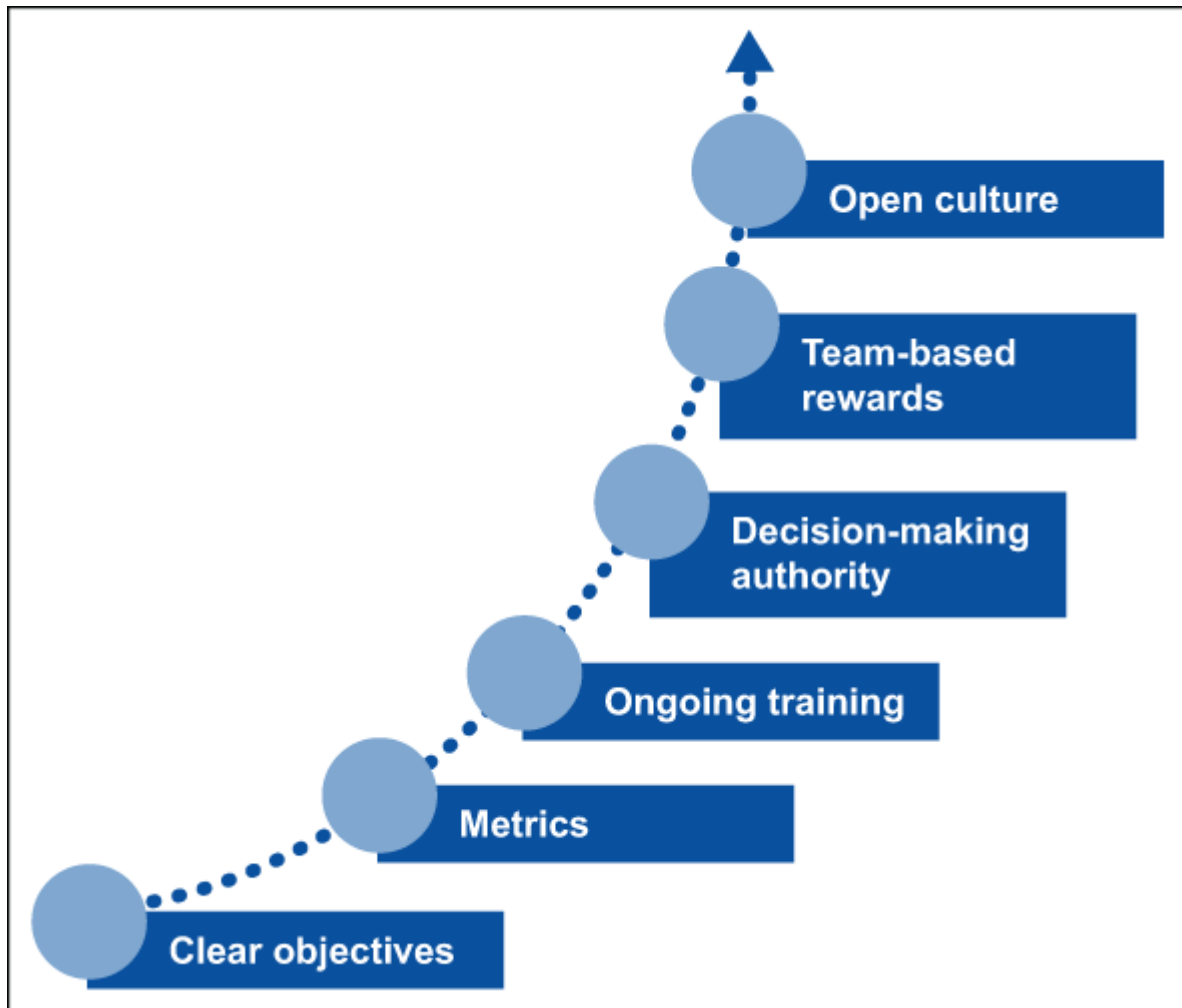 Open culture
Team-based
rewards
Decision-making
authority
Ongoing training
Metrics
Clear objectives